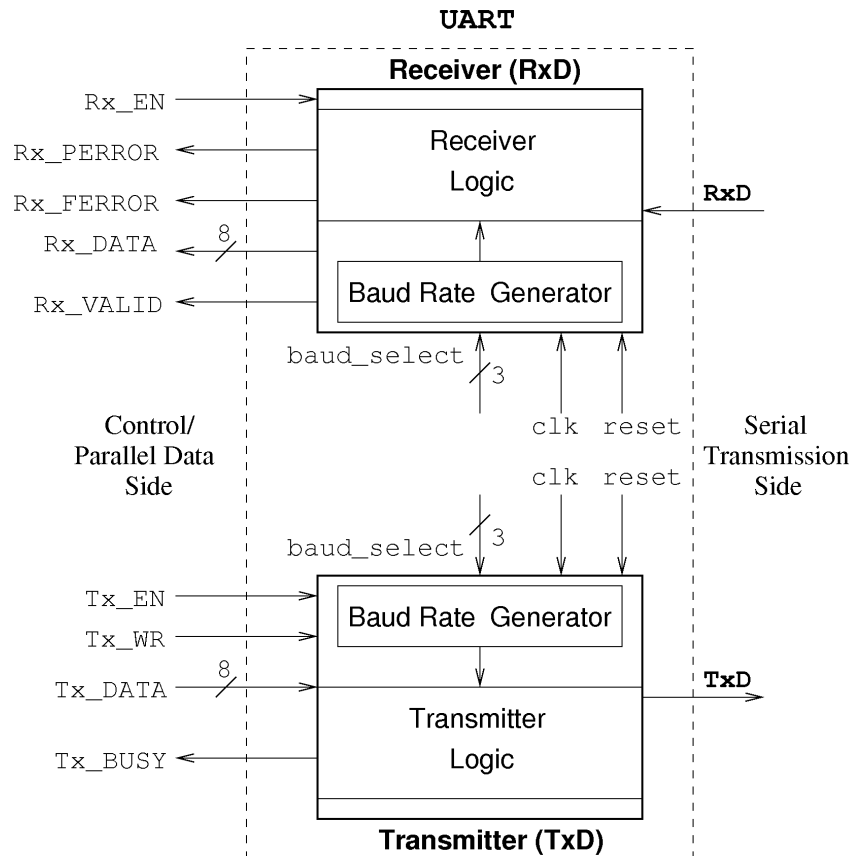 UART
Receiver (RxD)
Rx_EN
Rx_PERROR
Rx_FERROR
Rx_DATA
8
Rx_VALID
Receiver
Logic
Baud Rate Generator
RxD
baud_select
3
clk
reset
Control/
Parallel Data
Side
Serial
Transmission
Side
clk
reset
baud_select
3
Tx_EN
Tx_WR
Tx_DATA
8
Tx_BUSY
Baud Rate Generator
Transmitter
Logic
TxD
Transmitter (TxD)